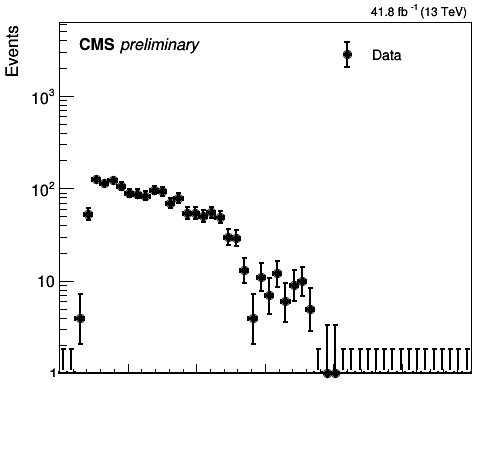 41.8 fb⁻¹ (13 TeV)
CMS preliminary
Data
Events
10³
10²
10
1